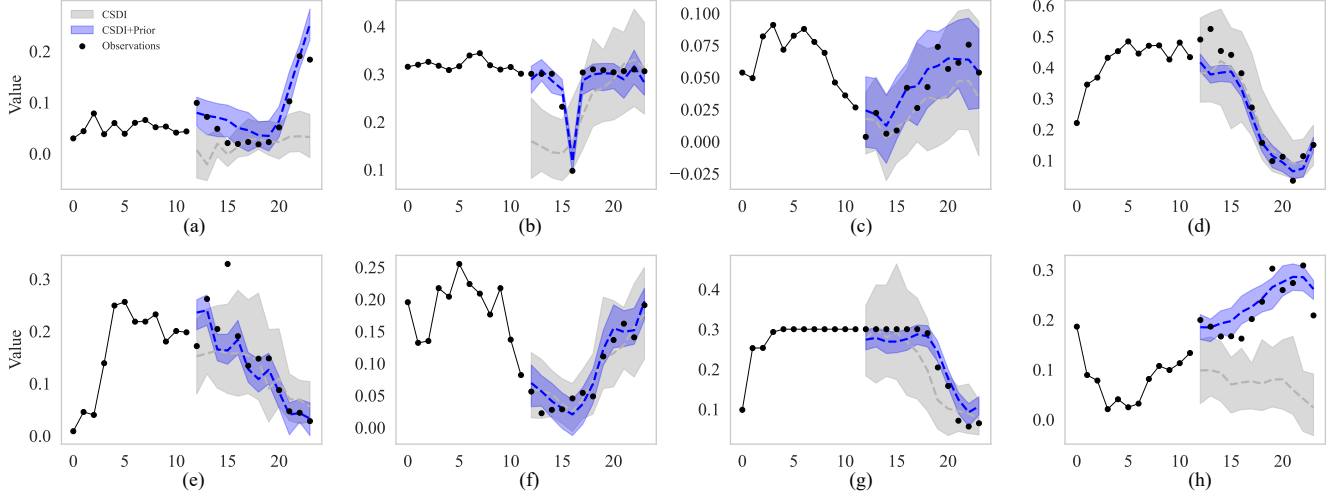 CSDI
CSDI+Prior
Observations
Value
0.2
0.1
0.0
0 5 10 15 20
(a)
0.4
0.3
0.2
0.1
0 5 10 15 20
(b)
0.100
0.075
0.050
0.025
0.000
−0.025
0 5 10 15 20
(c)
0.6
0.5
0.4
0.3
0.2
0.1
0 5 10 15 20
(d)
Value
0.3
0.2
0.1
0.0
0 5 10 15 20
(e)
0.25
0.20
0.15
0.10
0.05
0.00
0 5 10 15 20
(f)
0.4
0.3
0.2
0.1
0 5 10 15 20
(g)
0.3
0.2
0.1
0.0
0 5 10 15 20
(h)